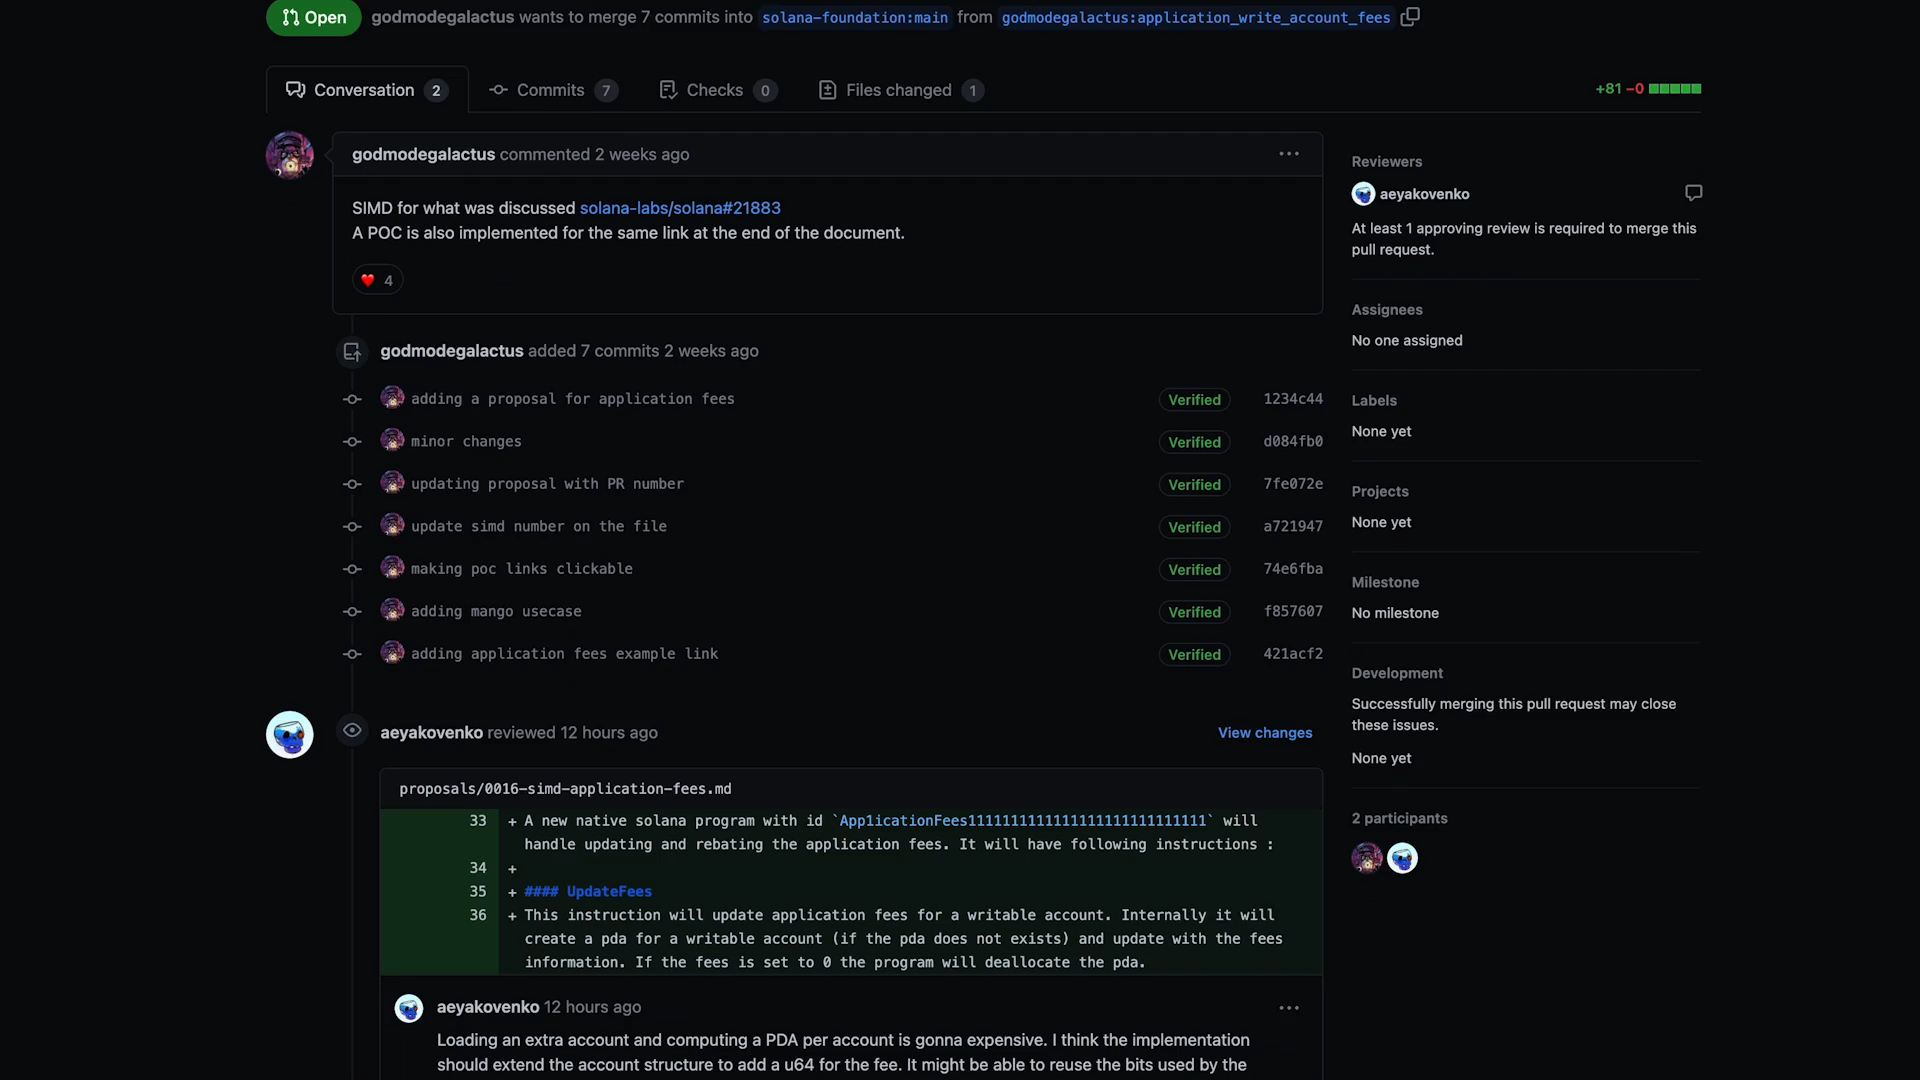 Open godmodegalactus wants to merge 7 commits into solana-foundation:main from godmodegalactus:application_write_account_fees
Conversation 2 Commits 7 Checks 0 Files changed 1 +81 −0
godmodegalactus commented 2 weeks ago
SIMD for what was discussed solana-labs/solana#21883
A POC is also implemented for the same link at the end of the document.
❤️ 4
godmodegalactus added 7 commits 2 weeks ago
adding a proposal for application fees Verified 1234c44
minor changes Verified d084fb0
updating proposal with PR number Verified 7fe072e
update simd number on the file Verified a721947
making poc links clickable Verified 74e6fba
adding mango usecase Verified f857607
adding application fees example link Verified 421acf2
aeyakovenko reviewed 12 hours ago View changes
proposals/0016-simd-application-fees.md
33 + A new native solana program with id `App1icationFees1111111111111111111111111111` will
handle updating and rebating the application fees. It will have following instructions :
34 +
35 + #### UpdateFees
36 + This instruction will update application fees for a writable account. Internally it will
create a pda for a writable account (if the pda does not exists) and update with the fees
information. If the fees is set to 0 the program will deallocate the pda.
aeyakovenko 12 hours ago
Loading an extra account and computing a PDA per account is gonna expensive. I think the implementation
should extend the account structure to add a u64 for the fee. It might be able to reuse the bits used by the
Reviewers
aeyakovenko
At least 1 approving review is required to merge this
pull request.
Assignees
No one assigned
Labels
None yet
Projects
None yet
Milestone
No milestone
Development
Successfully merging this pull request may close
these issues.
None yet
2 participants